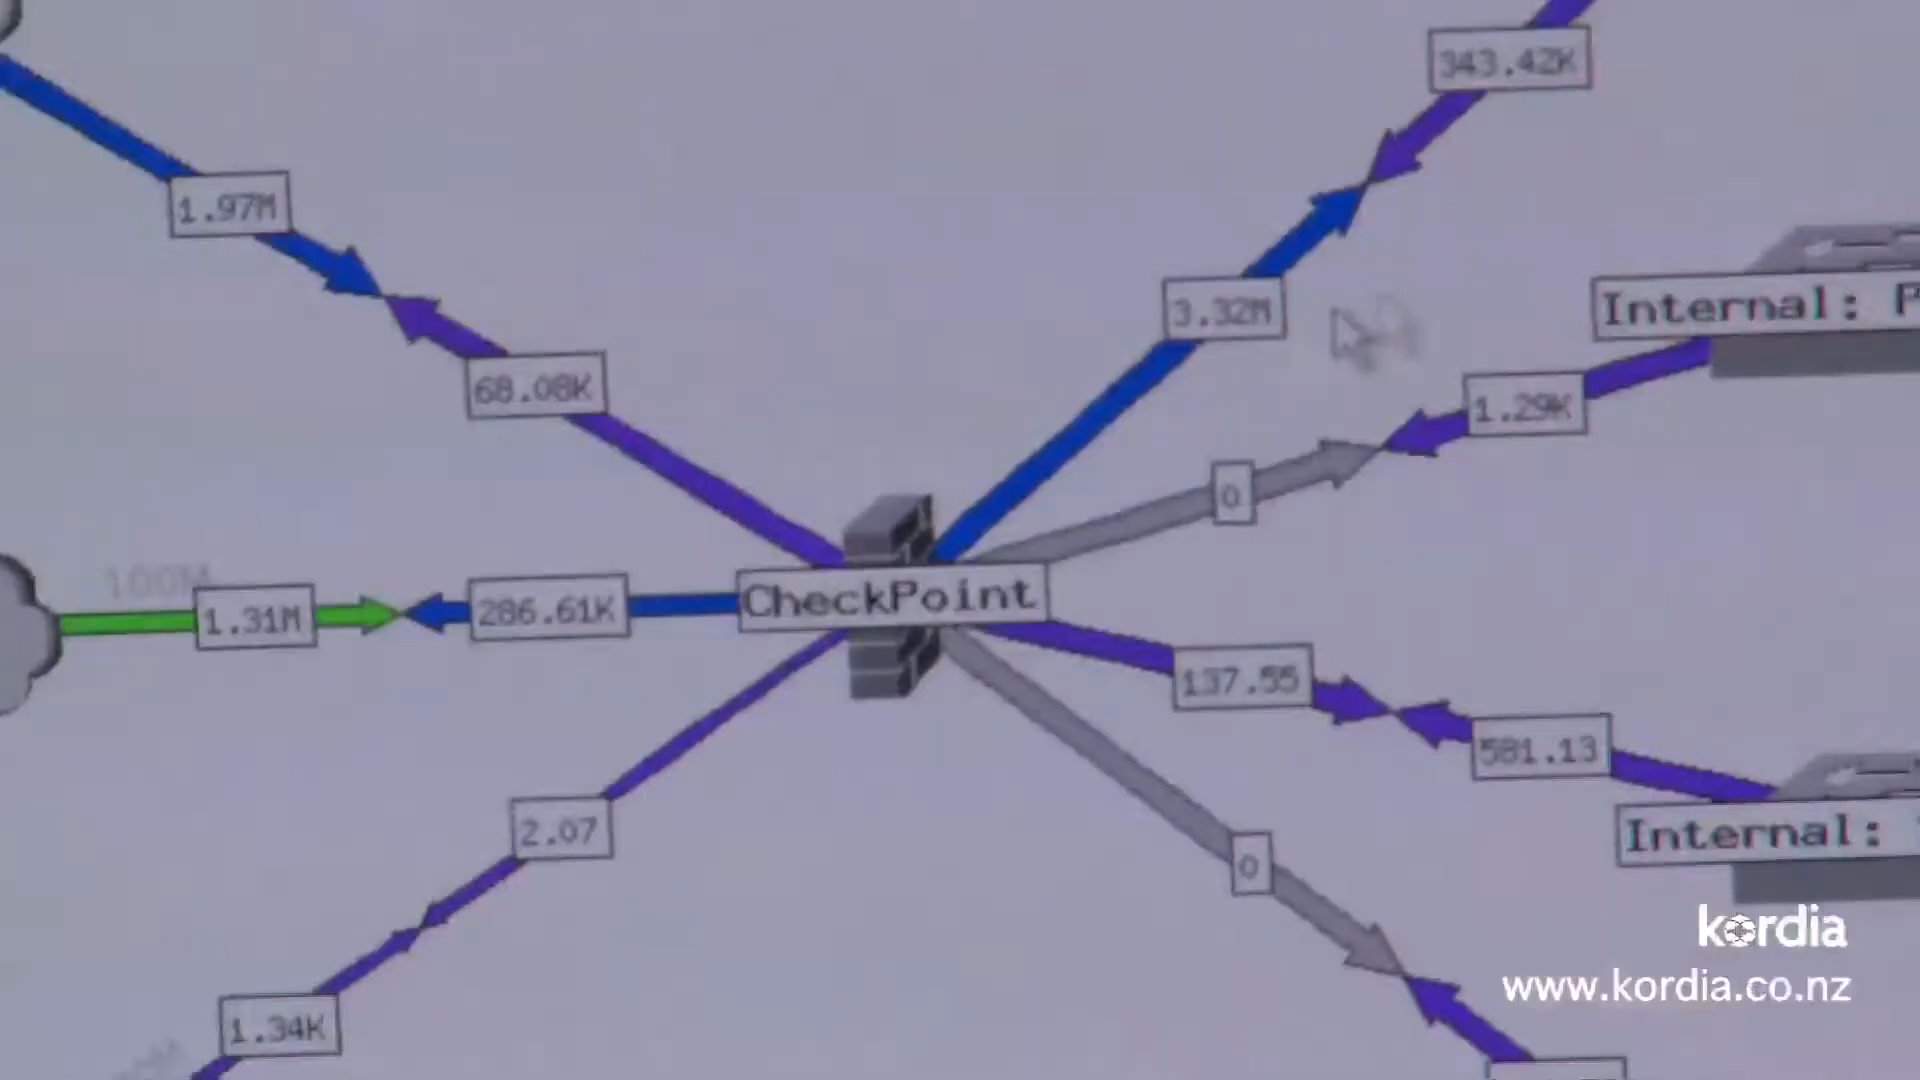 343.42K
1.97M
3.32M
Internal:
68.08K
1.29K
0
100M
1.31M
286.61K
CheckPoint
137.55
581.13
2.07
Internal:
0
kordia
www.kordia.co.nz
1.34K